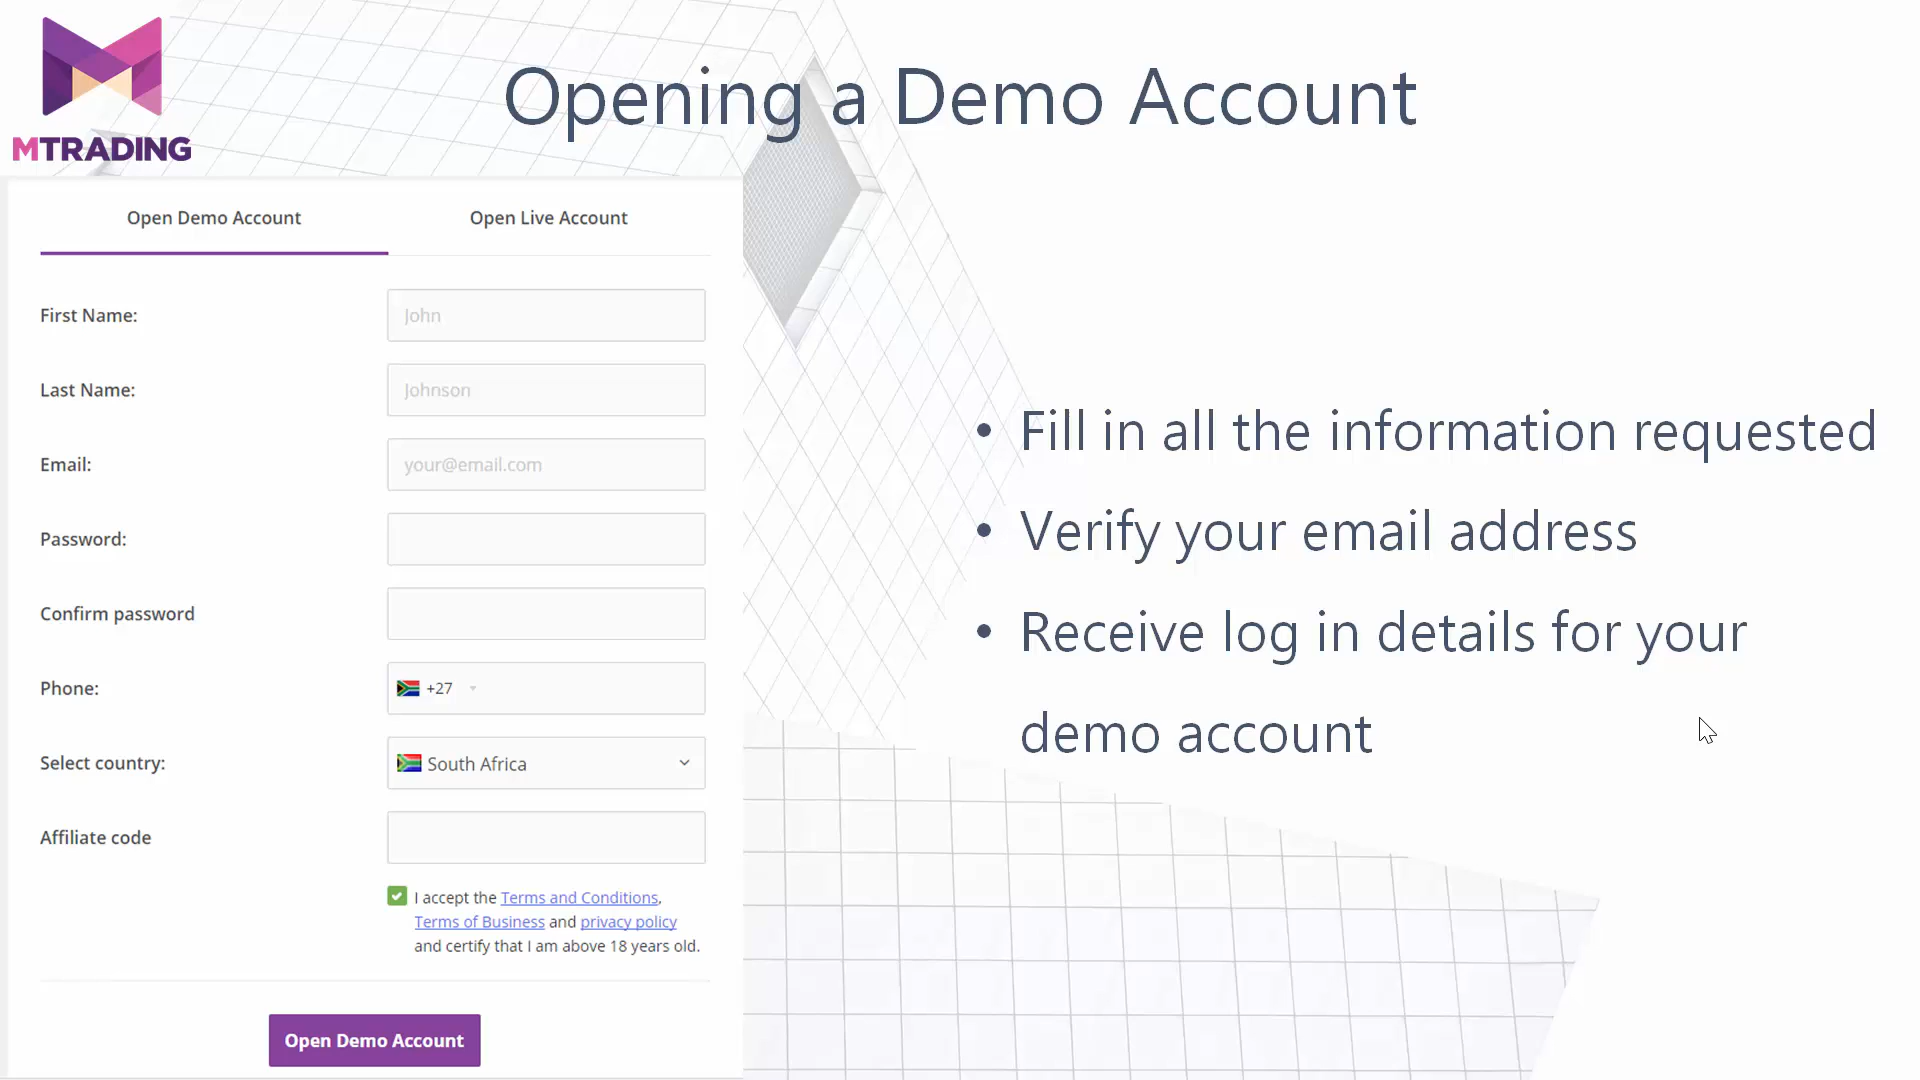 MTRADING
Opening a Demo Account
Open Demo Account
Open Live Account
First Name:
John
Last Name:
Johnson
Email:
your@email.com
Password:
Confirm password
Phone:
+27
Select country:
South Africa
Affiliate code
I accept the Terms and Conditions,
Terms of Business and privacy policy
and certify that I am above 18 years old.
Open Demo Account
• Fill in all the information requested
• Verify your email address
• Receive log in details for your
demo account